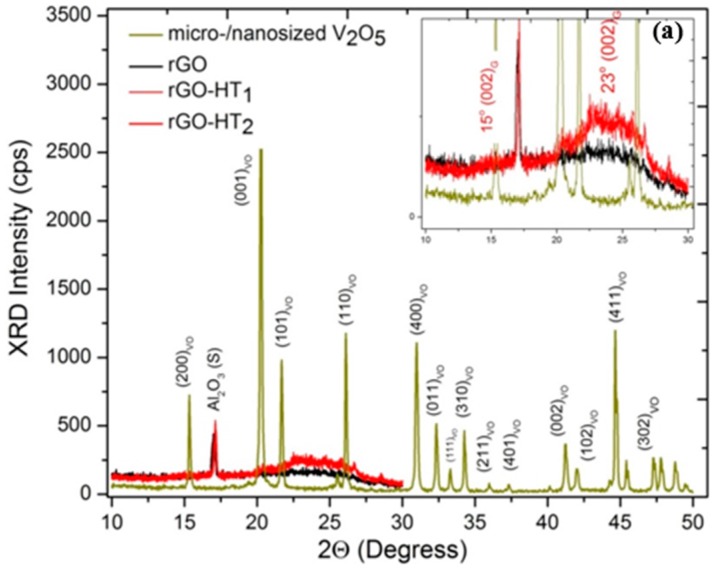 XRD Intensity (cps)
3500
3000
2500
2000
1500
1000
500
0
micro-/nanosized V2O5
rGO
rGO-HT1
rGO-HT2
(a)
15° (002)G
23° (002)G
0
10 15 20 25 30
(200)VO
Al2O3 (S)
(001)VO
(101)VO
(110)VO
(400)VO
(011)VO
(111)VO
(310)VO
(211)VO
(401)VO
(002)VO
(102)VO
(411)VO
(302)VO
10 15 20 25 30 35 40 45 50
2Θ (Degress)